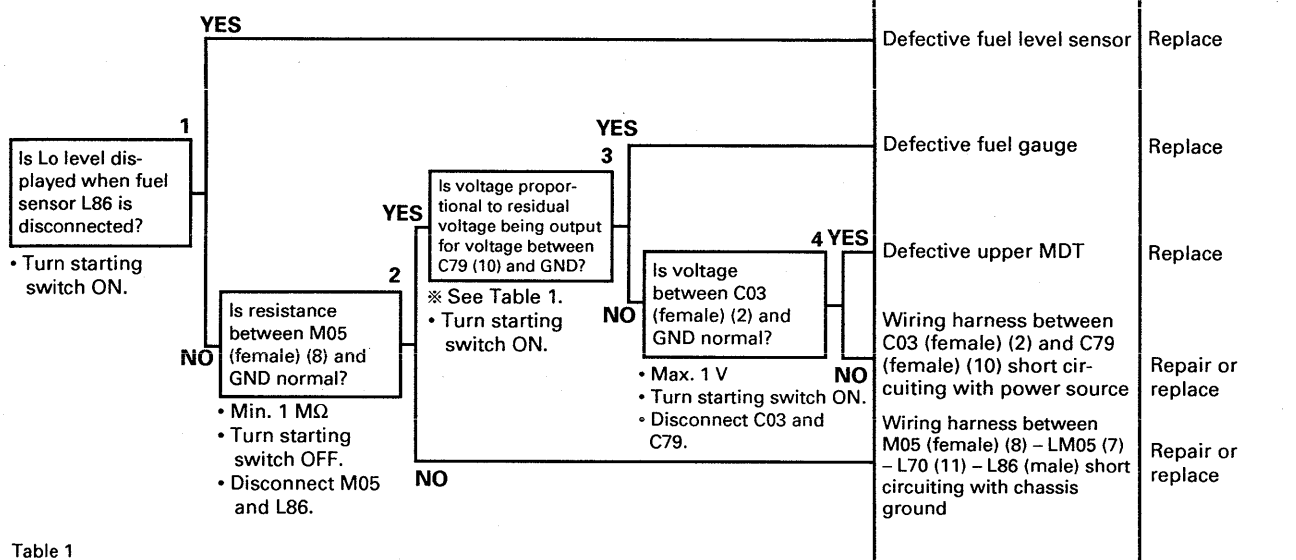 YES
Defective fuel level sensor
Replace
1
Is Lo level dis-
played when fuel
sensor L86 is
disconnected?
• Turn starting
switch ON.
NO
2
Is resistance
between M05
(female) (8) and
GND normal?
• Min. 1 MΩ
• Turn starting
switch OFF.
• Disconnect M05
and L86.
YES
3
Is voltage propor-
tional to residual
voltage being output
for voltage between
C79 (10) and GND?
※ See Table 1.
• Turn starting
switch ON.
YES
Defective fuel gauge
Replace
NO
4
Is voltage
between C03
(female) (2) and
GND normal?
• Max. 1 V
• Turn starting switch ON.
∘ Disconnect C03 and
C79.
YES
Defective upper MDT
Replace
NO
Wiring harness between
C03 (female) (2) and C79
(female) (10) short cir-
cuiting with power source
Repair or
replace
NO
Wiring harness between
M05 (female) (8) – LM05 (7)
– L70 (11) – L86 (male) short
circuiting with chassis
ground
Repair or
replace
Table 1